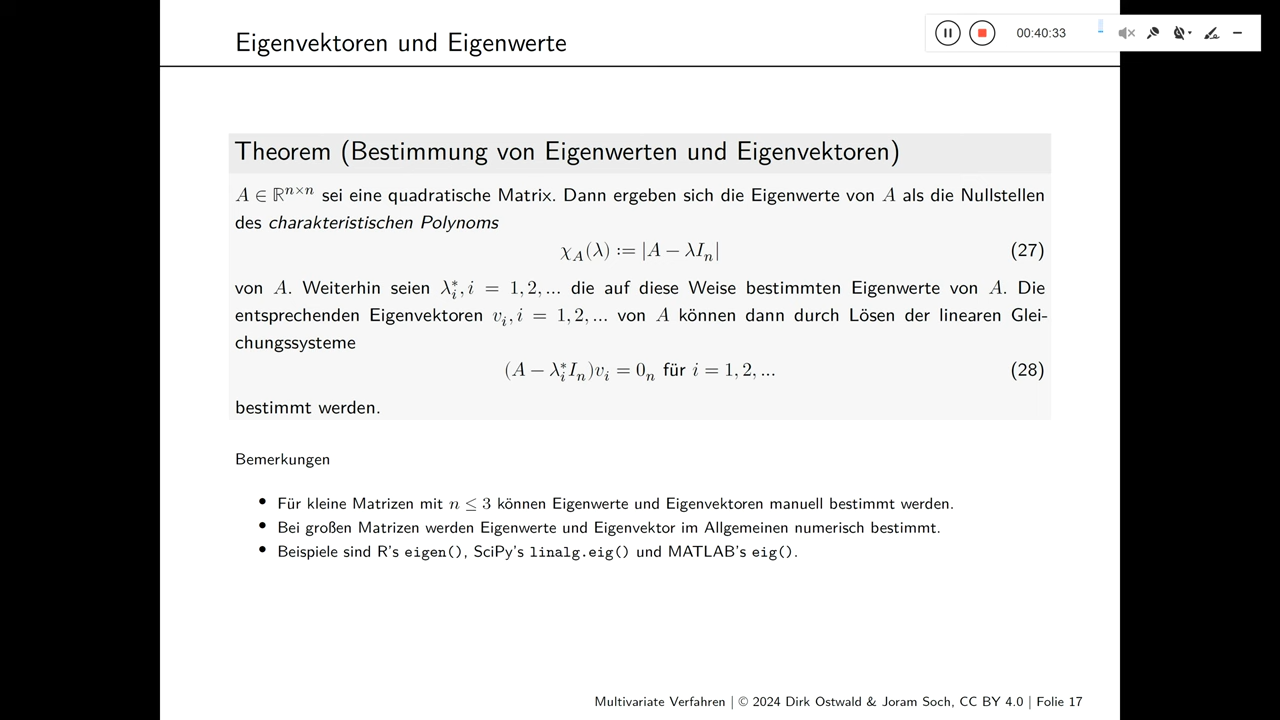 Eigenvektoren und Eigenwerte
00:40:33
Theorem (Bestimmung von Eigenwerten und Eigenvektoren)
A ∈ ℝⁿˣⁿ sei eine quadratische Matrix. Dann ergeben sich die Eigenwerte von A als die Nullstellen
des charakteristischen Polynoms
χ_A(λ) := |A − λI_n| (27)
von A. Weiterhin seien λ_i^*, i = 1, 2, ... die auf diese Weise bestimmten Eigenwerte von A. Die
entsprechenden Eigenvektoren v_i, i = 1, 2, ... von A können dann durch Lösen der linearen Glei-
chungssysteme
(A − λ_i^* I_n)v_i = 0_n für i = 1, 2, ... (28)
bestimmt werden.
Bemerkungen
• Für kleine Matrizen mit n ≤ 3 können Eigenwerte und Eigenvektoren manuell bestimmt werden.
• Bei großen Matrizen werden Eigenwerte und Eigenvektor im Allgemeinen numerisch bestimmt.
• Beispiele sind R's eigen(), SciPy's linalg.eig() und MATLAB's eig().
Multivariate Verfahren | © 2024 Dirk Ostwald & Joram Soch, CC BY 4.0 | Folie 17